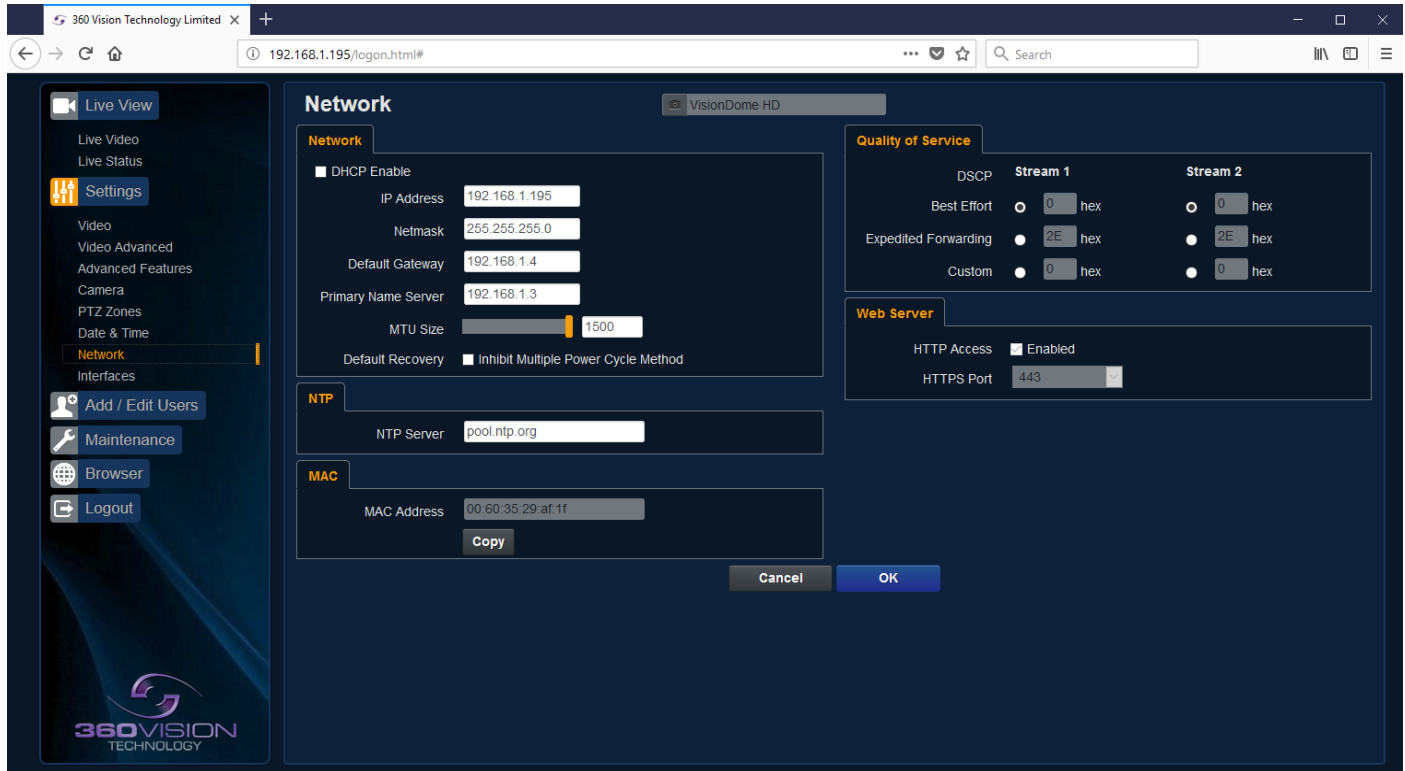 360 Vision Technology Limited
192.168.1.195/logon.html#
Search
Live View
Live Video
Live Status
Settings
Video
Video Advanced
Advanced Features
Camera
PTZ Zones
Date & Time
Network
Interfaces
Add / Edit Users
Maintenance
Browser
Logout
360VISION
TECHNOLOGY
Network
VisionDome HD
Network
DHCP Enable
IP Address 192.168.1.195
Netmask 255.255.255.0
Default Gateway 192.168.1.4
Primary Name Server 192.168.1.3
MTU Size 1500
Default Recovery Inhibit Multiple Power Cycle Method
NTP
NTP Server pool.ntp.org
MAC
MAC Address 00:60:35:29:af:1f
Copy
Quality of Service
DSCP Stream 1 Stream 2
Best Effort 0 hex 0 hex
Expedited Forwarding 2E hex 2E hex
Custom 0 hex 0 hex
Web Server
HTTP Access Enabled
HTTPS Port 443
Cancel OK